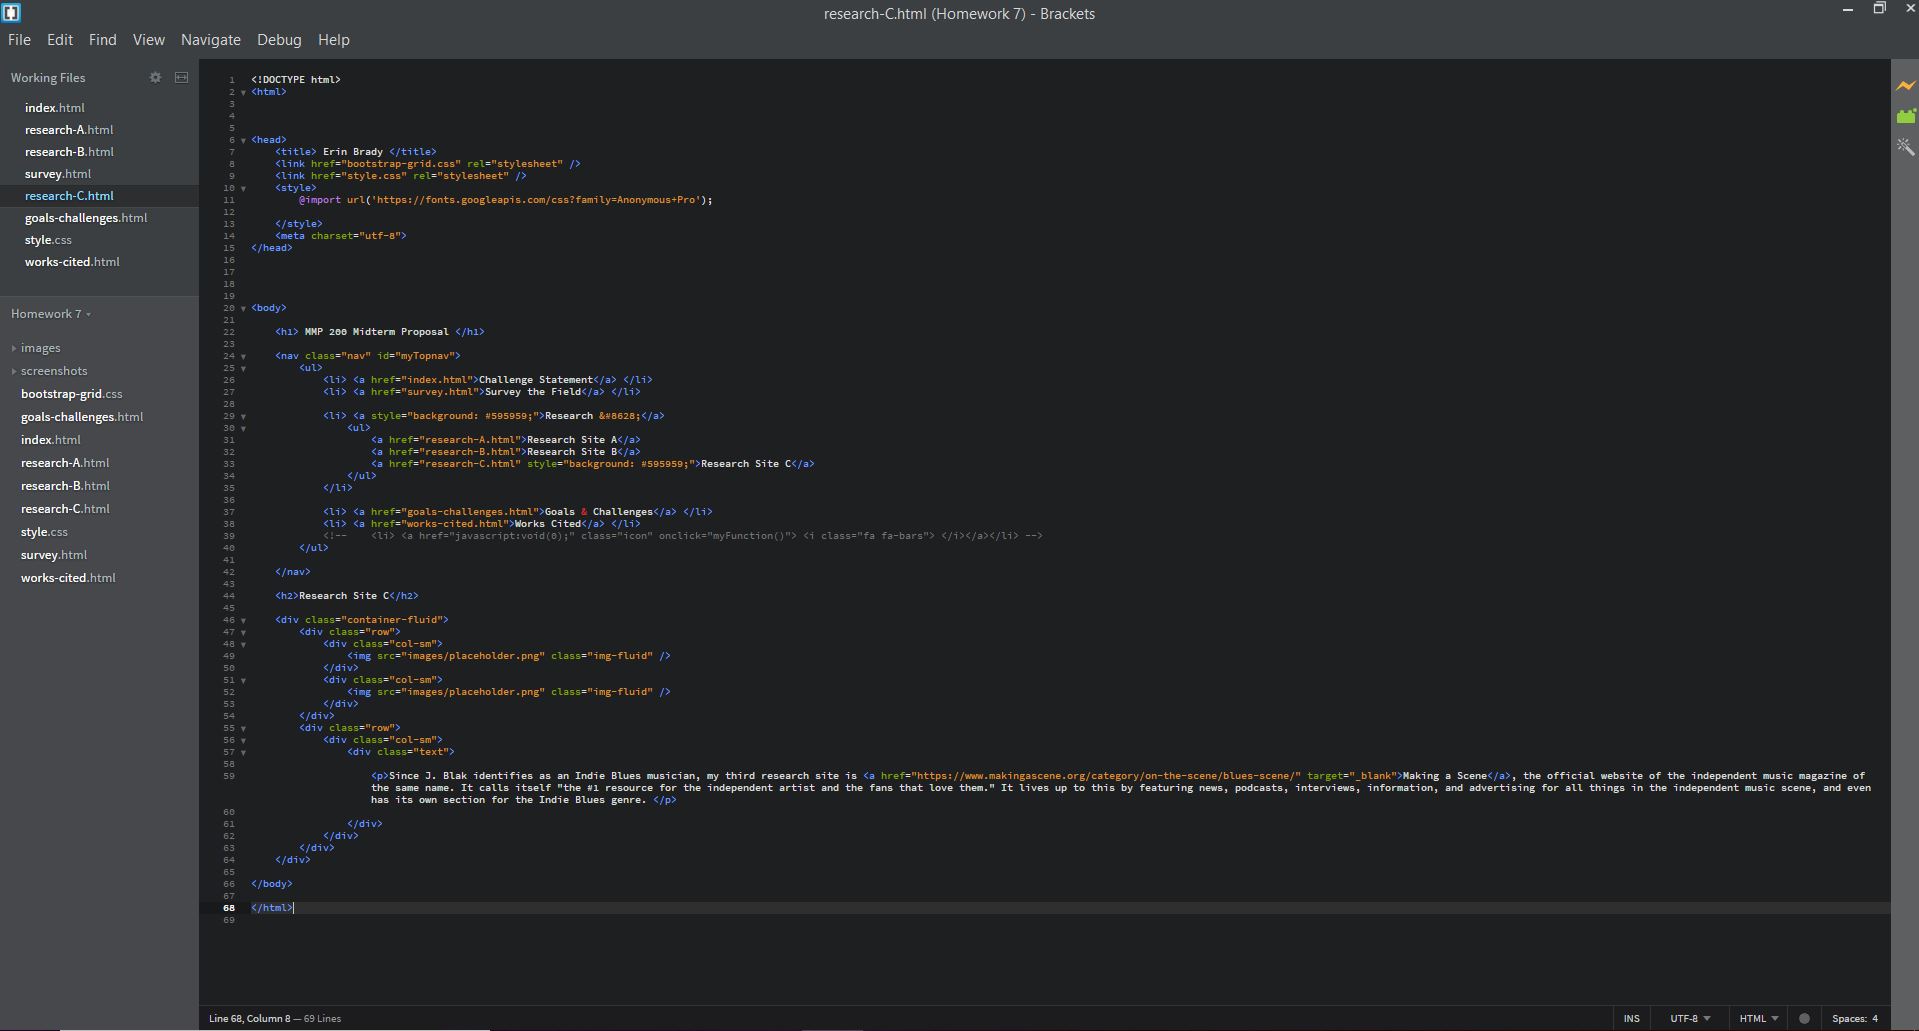 research-C.html (Homework 7) - Brackets
File Edit Find View Navigate Debug Help
Working Files
index.html
research-A.html
research-B.html
survey.html
research-C.html
goals-challenges.html
style.css
works-cited.html
Homework 7
images
screenshots
bootstrap-grid.css
goals-challenges.html
index.html
research-A.html
research-B.html
research-C.html
style.css
survey.html
works-cited.html
1 <!DOCTYPE html>
2 <html>
3
4
5
6 <head>
7 <title> Erin Brady </title>
8 <link href="bootstrap-grid.css" rel="stylesheet" />
9 <link href="style.css" rel="stylesheet" />
10 <style>
11 @import url('https://fonts.googleapis.com/css?family=Anonymous+Pro');
12
13 </style>
14 <meta charset="utf-8">
15 </head>
16
17
18
19
20 <body>
21
22 <h1> MMP 200 Midterm Proposal </h1>
23
24 <nav class="nav" id="myTopnav">
25 <ul>
26 <li> <a href="index.html">Challenge Statement</a> </li>
27 <li> <a href="survey.html">Survey the Field</a> </li>
28
29 <li> <a style="background: #595959;">Research &#8628;</a>
30 <ul>
31 <a href="research-A.html">Research Site A</a>
32 <a href="research-B.html">Research Site B</a>
33 <a href="research-C.html" style="background: #595959;">Research Site C</a>
34 </ul>
35 </li>
36
37 <li> <a href="goals-challenges.html">Goals & Challenges</a> </li>
38 <li> <a href="works-cited.html">Works Cited</a> </li>
39 <!-- <li> <a href="javascript:void(0);" class="icon" onclick="myFunction()"> <i class="fa fa-bars"> </i></a></li> -->
40 </ul>
41
42 </nav>
43
44 <h2>Research Site C</h2>
45
46 <div class="container-fluid">
47 <div class="row">
48 <div class="col-sm">
49 <img src="images/placeholder.png" class="img-fluid" />
50 </div>
51 <div class="col-sm">
52 <img src="images/placeholder.png" class="img-fluid" />
53 </div>
54 </div>
55 <div class="row">
56 <div class="col-sm">
57 <div class="text">
58
59 <p>Since J. Blak identifies as an Indie Blues musician, my third research site is <a href="https://www.makingascene.org/category/on-the-scene/blues-scene/" target="_blank">Making a Scene</a>, the official website of the independent music magazine of
the same name. It calls itself "the #1 resource for the independent artist and the fans that love them." It lives up to this by featuring news, podcasts, interviews, information, and advertising for all things in the independent music scene, and even
has its own section for the Indie Blues genre. </p>
60
61 </div>
62 </div>
63 </div>
64 </div>
65
66 </body>
67
68 </html>
69
Line 68, Column 8 — 69 Lines
INS UTF-8 HTML Spaces: 4